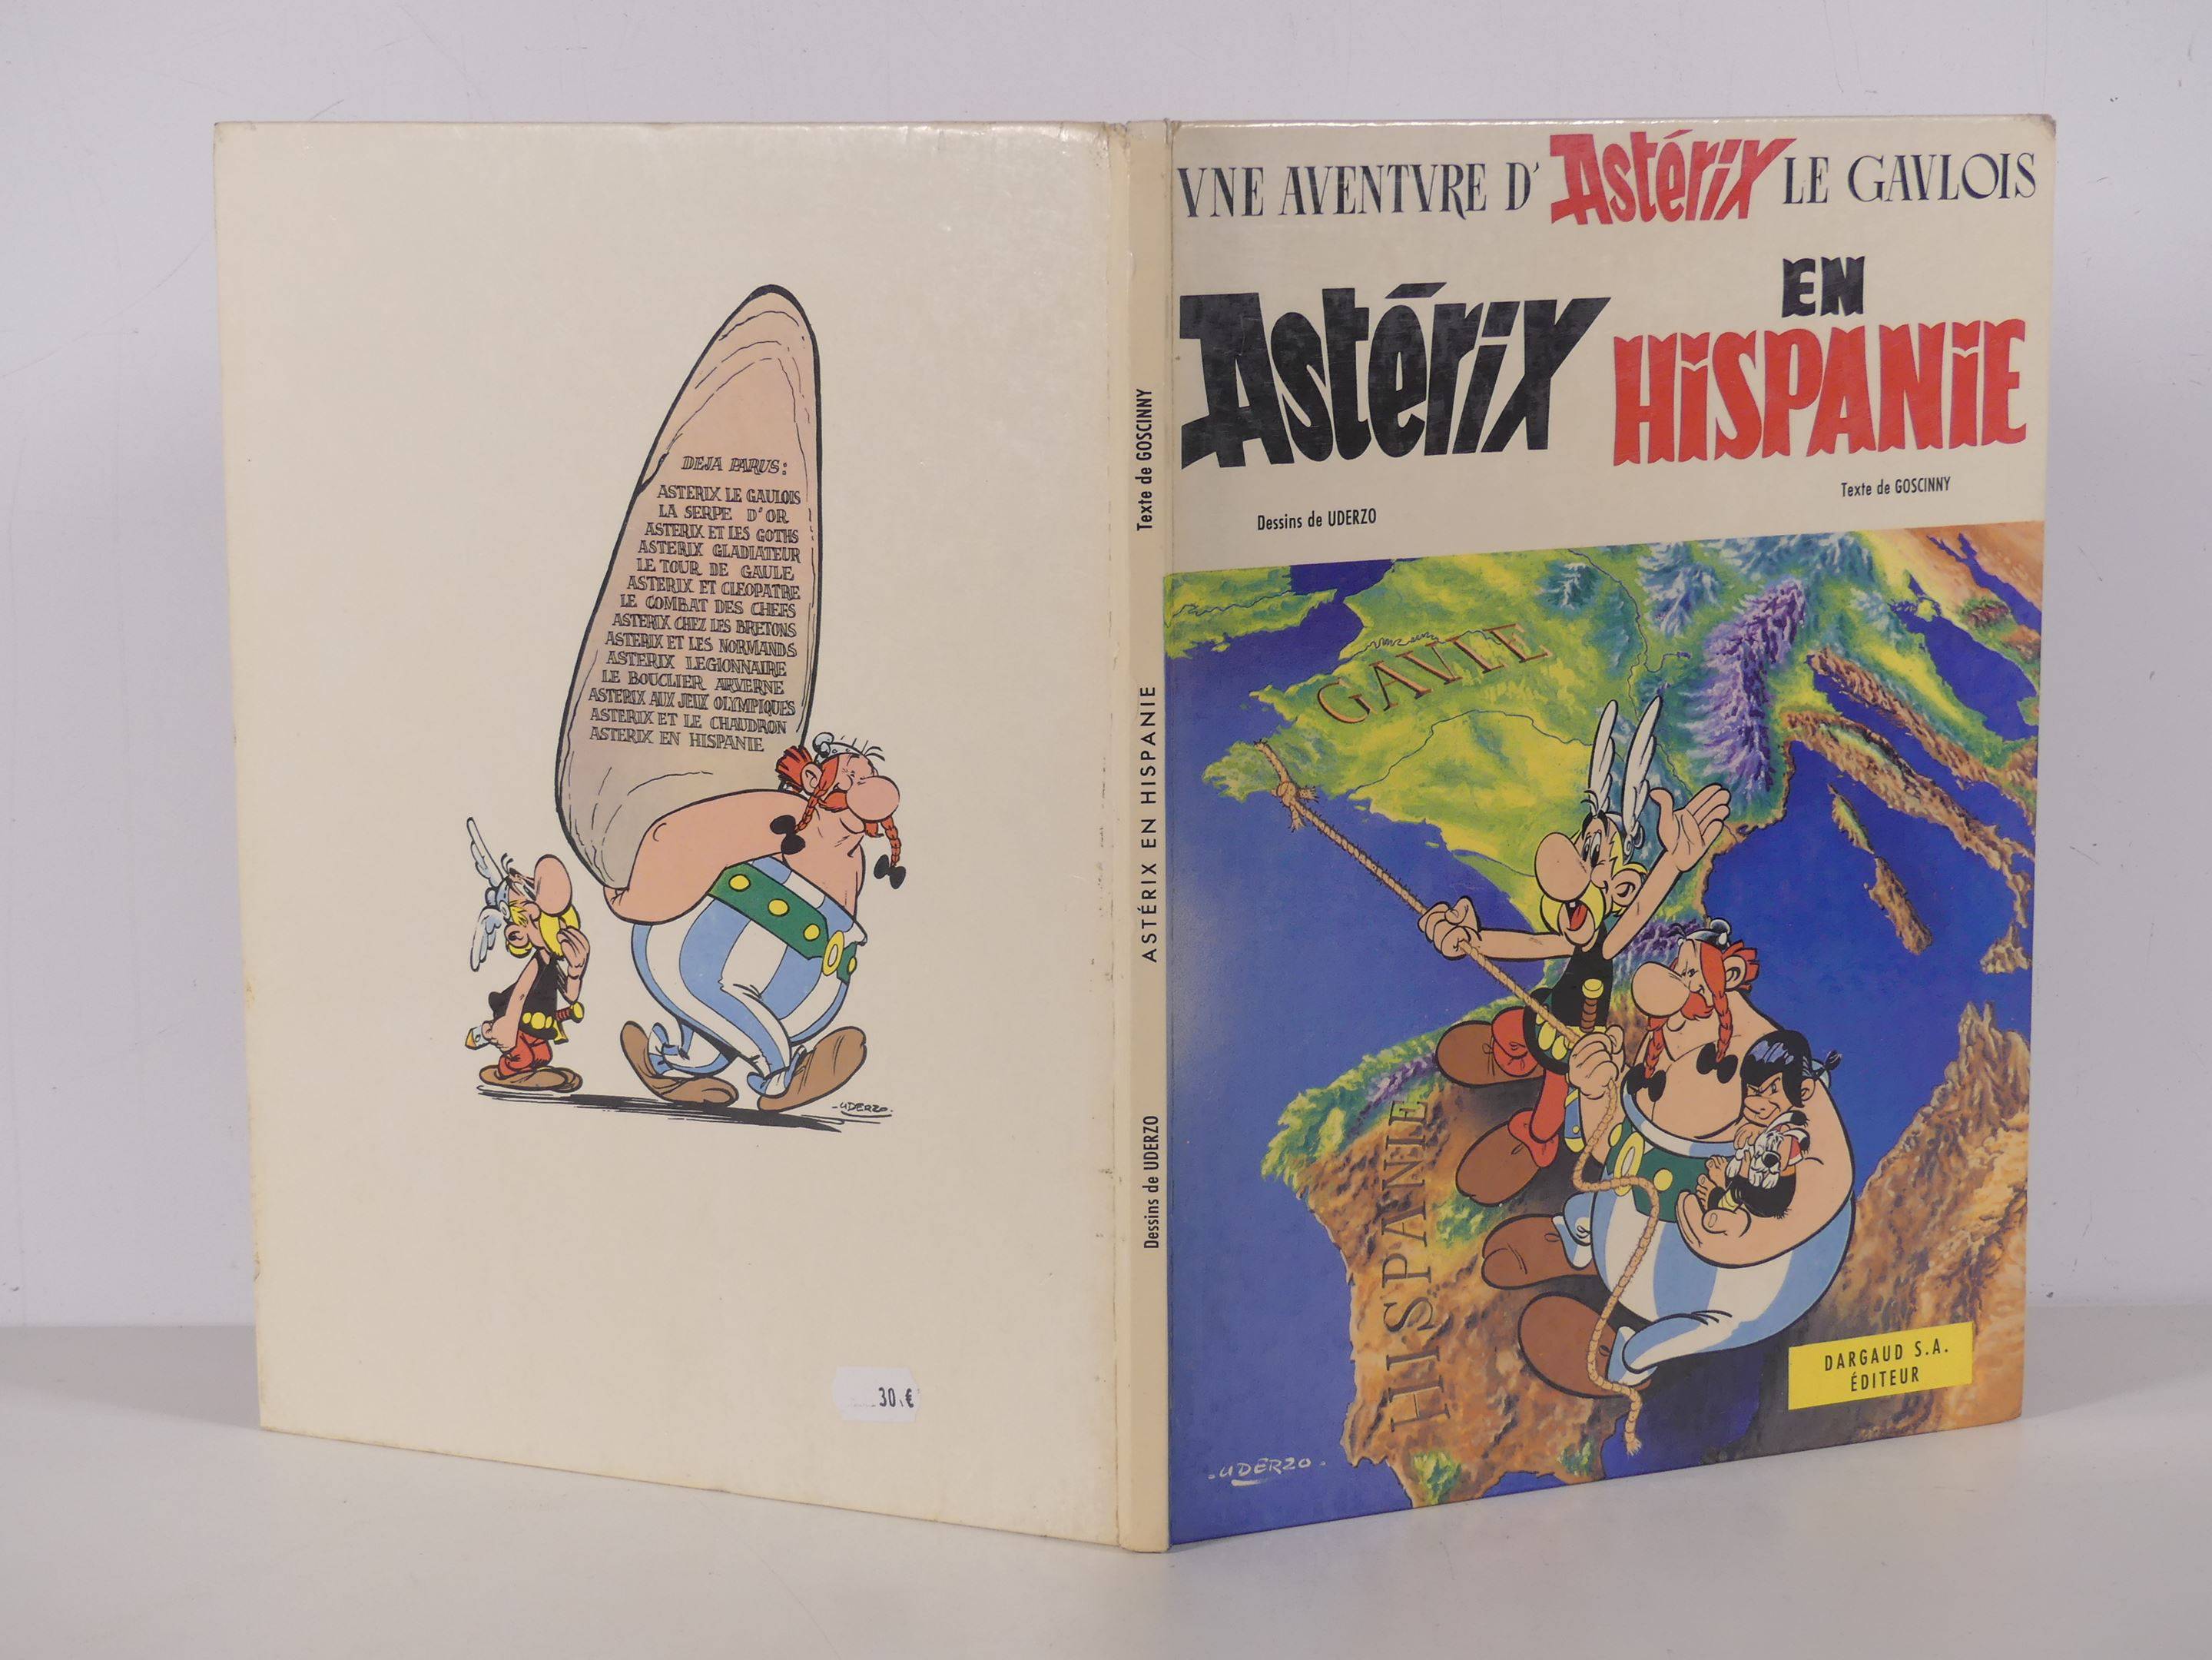 DEJA PARUS:
ASTERIX LE GAULOIS
LA SERPE D'OR
ASTERIX ET LES GOTHS
ASTERIX GLADIATEUR
LE TOUR DE GAULE
ASTERIX ET CLEOPATRE
LE COMBAT DES CHEFS
ASTERIX CHEZ LES BRETONS
ASTERIX ET LES NORMANDS
ASTERIX LEGIONNAIRE
LE BOUCLIER ARVERNE
ASTERIX AUX JEUX OLYMPIQUES
ASTERIX ET LE CHAUDRON
ASTERIX EN HISPANIE
-UDERZO-
30.€
Dessins de UDERZO
ASTÉRIX EN HISPANIE
Texte de GOSCINNY
VNE AVENTVRE D'Astérix LE GAVLOIS
Astérix EN
HISPANIE
Texte de GOSCINNY
Dessins de UDERZO
GAVLE
HISPANIE
DARGAUD S.A.
ÉDITEUR
-UDERZO-